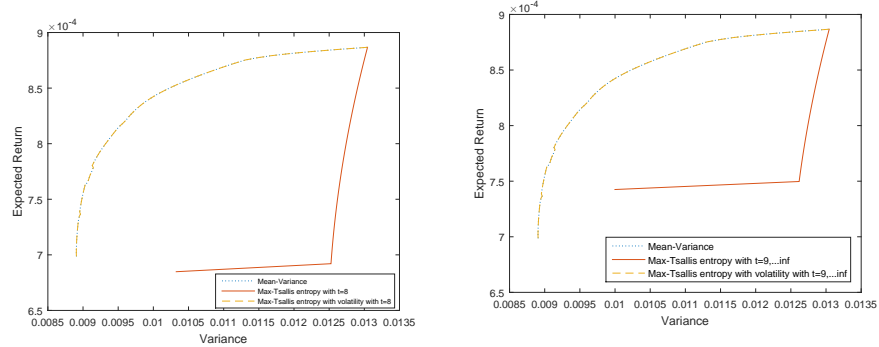 ×10⁻⁴
9
8.5
8
7.5
7
6.5
Expected Return
0.0085 0.009 0.0095 0.01 0.0105 0.011 0.0115 0.012 0.0125 0.013 0.0135
Variance
Mean-Variance
Max-Tsallis entropy with t=8
Max-Tsallis entropy with volatility with t=8
×10⁻⁴
9
8.5
8
7.5
7
6.5
Expected Return
0.0085 0.009 0.0095 0.01 0.0105 0.011 0.0115 0.012 0.0125 0.013 0.0135
Variance
Mean-Variance
Max-Tsallis entropy with t=9,...inf
Max-Tsallis entropy with volatility with t=9,...inf